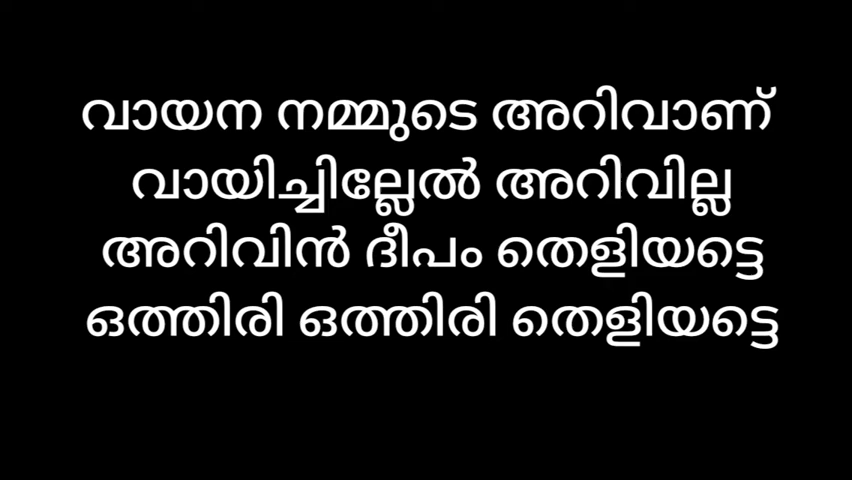 വായന നമ്മുടെ അറിവാണ്
വായിച്ചില്ലേൽ അറിവില്ല
അറിവിൻ ദീപം തെളിയട്ടെ
ഒത്തിരി ഒത്തിരി തെളിയട്ടെ